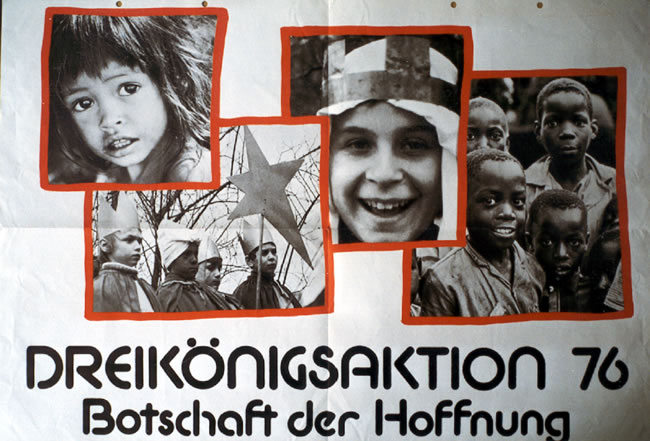 DREIKÖNIGSAKTION 76
Botschaft der Hoffnung